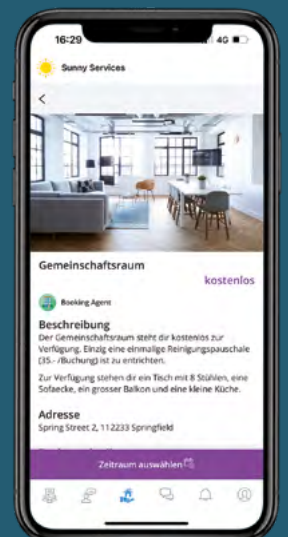 16:29
4G
Sunny Services
Gemeinschaftsraum
kostenlos
Booking Agent
Beschreibung
Der Gemeinschaftsraum steht dir kostenlos zur
Verfügung. Einzig eine einmalige Reinigungspauschale
(35.- /Buchung) ist zu entrichten.
Zur Verfügung stehen dir ein Tisch mit 8 Stühlen, eine
Sofaecke, ein grosser Balkon und eine kleine Küche.
Adresse
Spring Street 2, 112233 Springfield
Zeitraum auswählen